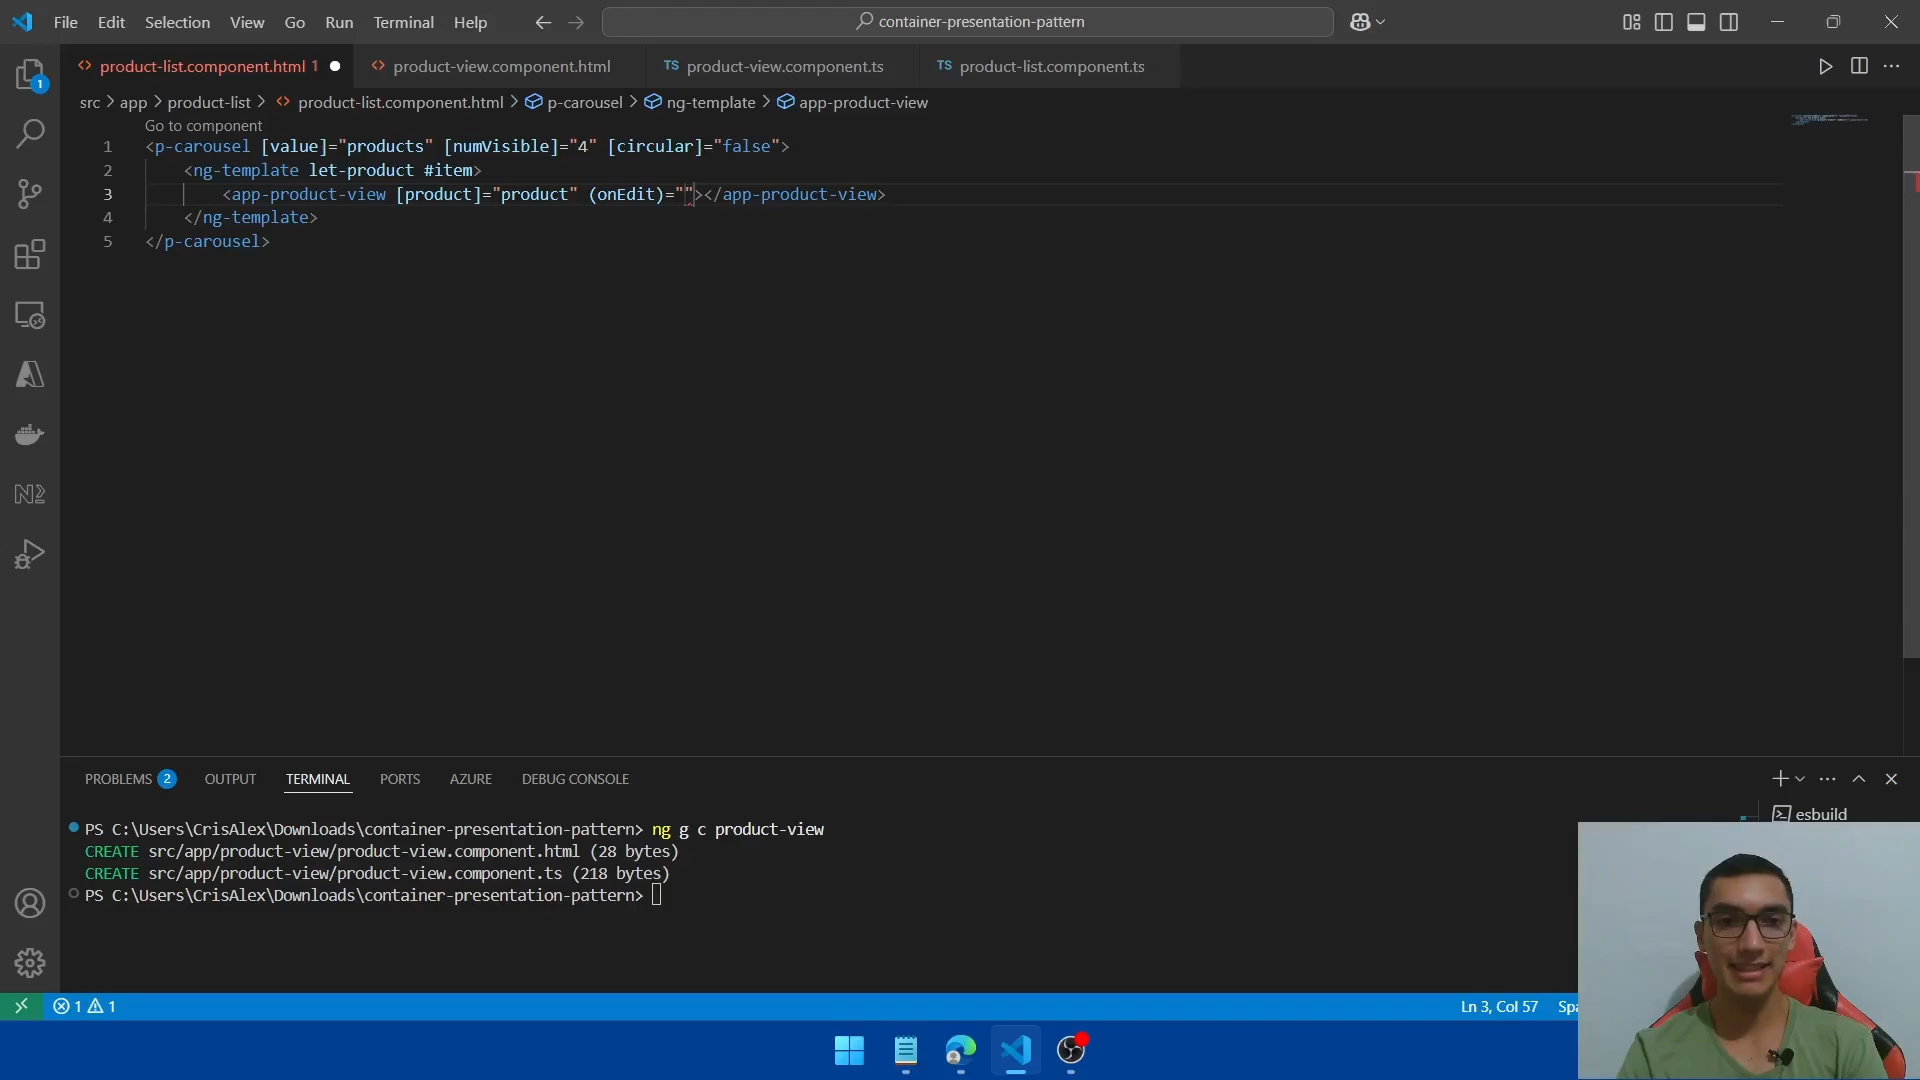 File Edit Selection View Go Run Terminal Help
container-presentation-pattern
1
product-list.component.html 1
product-view.component.html
TS product-view.component.ts
TS product-list.component.ts
src > app > product-list > product-list.component.html > p-carousel > ng-template > app-product-view
Go to component
1 <p-carousel [value]="products" [numVisible]="4" [circular]="false">
2 <ng-template let-product #item>
3 <app-product-view [product]="product" (onEdit)=""></app-product-view>
4 </ng-template>
5 </p-carousel>
PROBLEMS 2 OUTPUT TERMINAL PORTS AZURE DEBUG CONSOLE
PS C:\Users\CrisAlex\Downloads\container-presentation-pattern> ng g c product-view
CREATE src/app/product-view/product-view.component.html (28 bytes)
CREATE src/app/product-view/product-view.component.ts (218 bytes)
PS C:\Users\CrisAlex\Downloads\container-presentation-pattern>
esbuild
1 1
Ln 3, Col 57